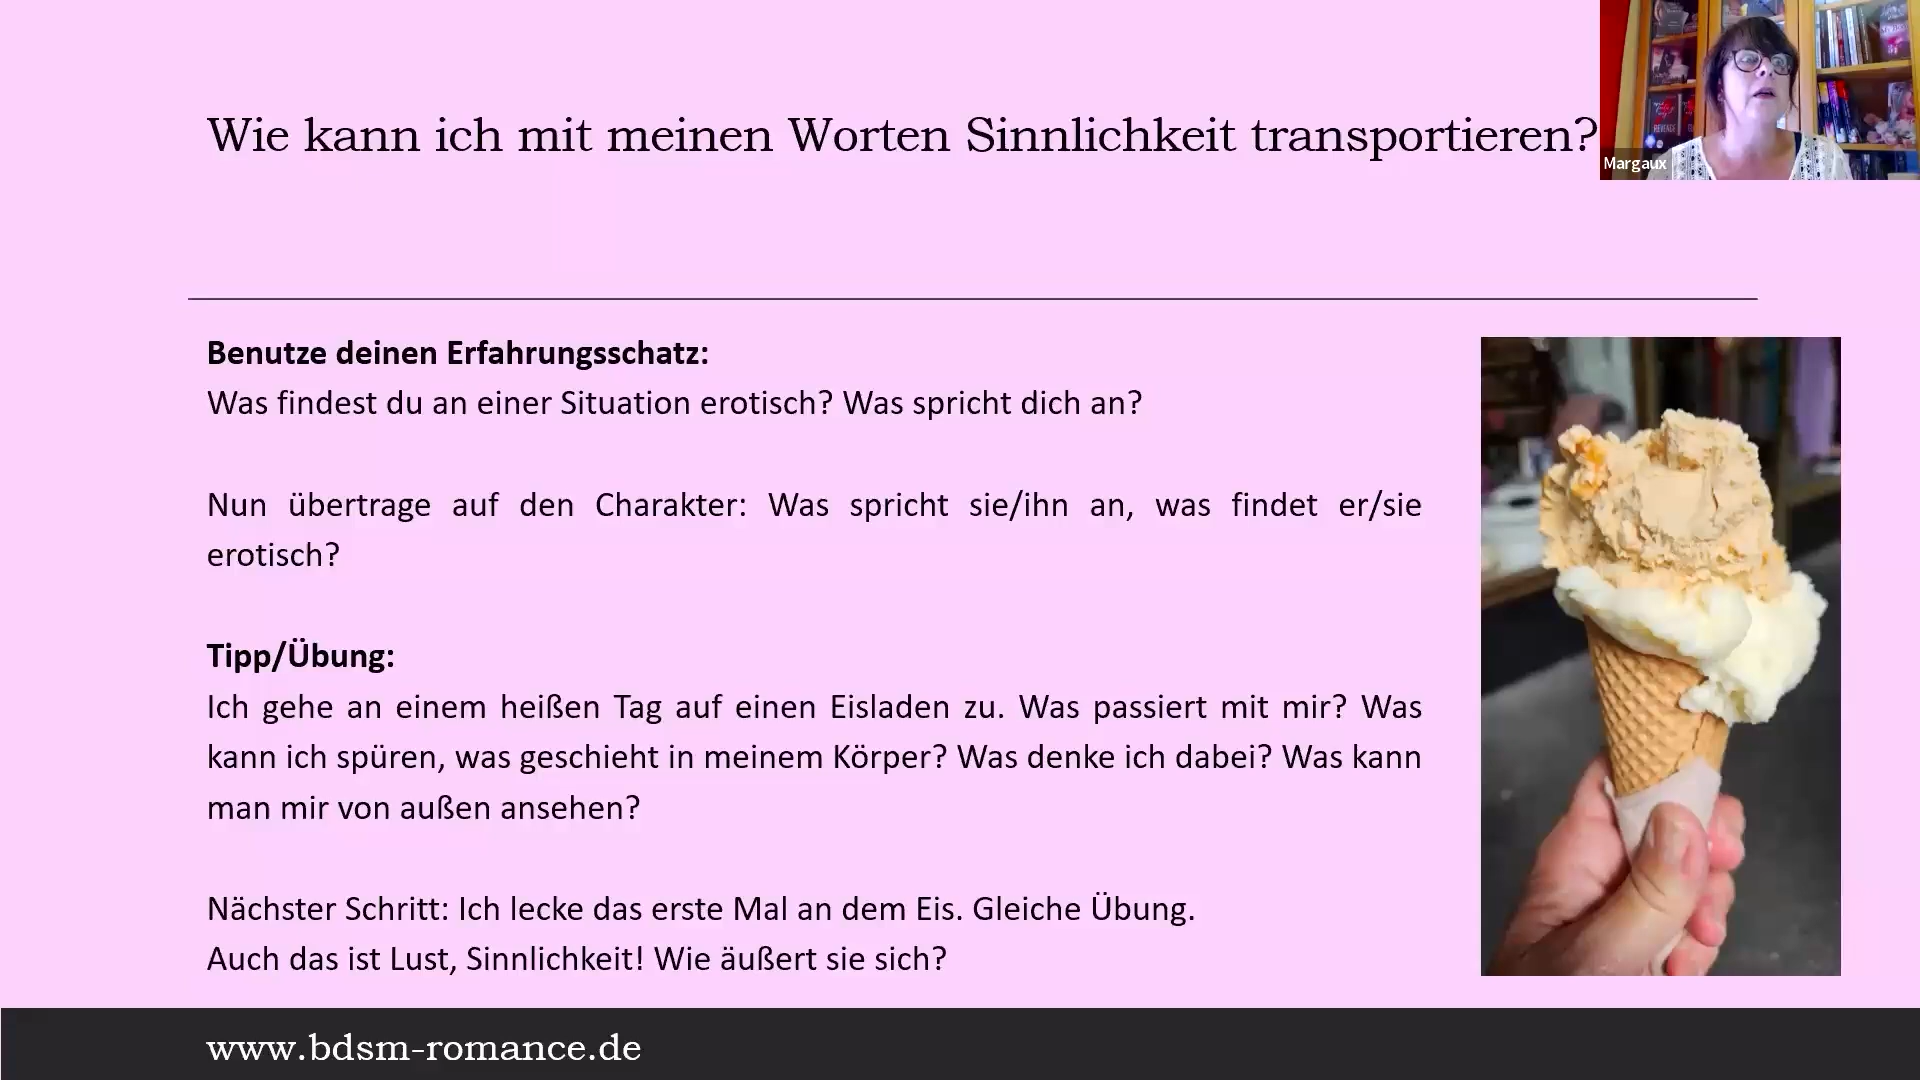 Wie kann ich mit meinen Worten Sinnlichkeit transportieren?
Margaux
Benutze deinen Erfahrungsschatz:
Was findest du an einer Situation erotisch? Was spricht dich an?
Nun übertrage auf den Charakter: Was spricht sie/ihn an, was findet er/sie
erotisch?
Tipp/Übung:
Ich gehe an einem heißen Tag auf einen Eisladen zu. Was passiert mit mir? Was
kann ich spüren, was geschieht in meinem Körper? Was denke ich dabei? Was kann
man mir von außen ansehen?
Nächster Schritt: Ich lecke das erste Mal an dem Eis. Gleiche Übung.
Auch das ist Lust, Sinnlichkeit! Wie äußert sie sich?
www.bdsm-romance.de